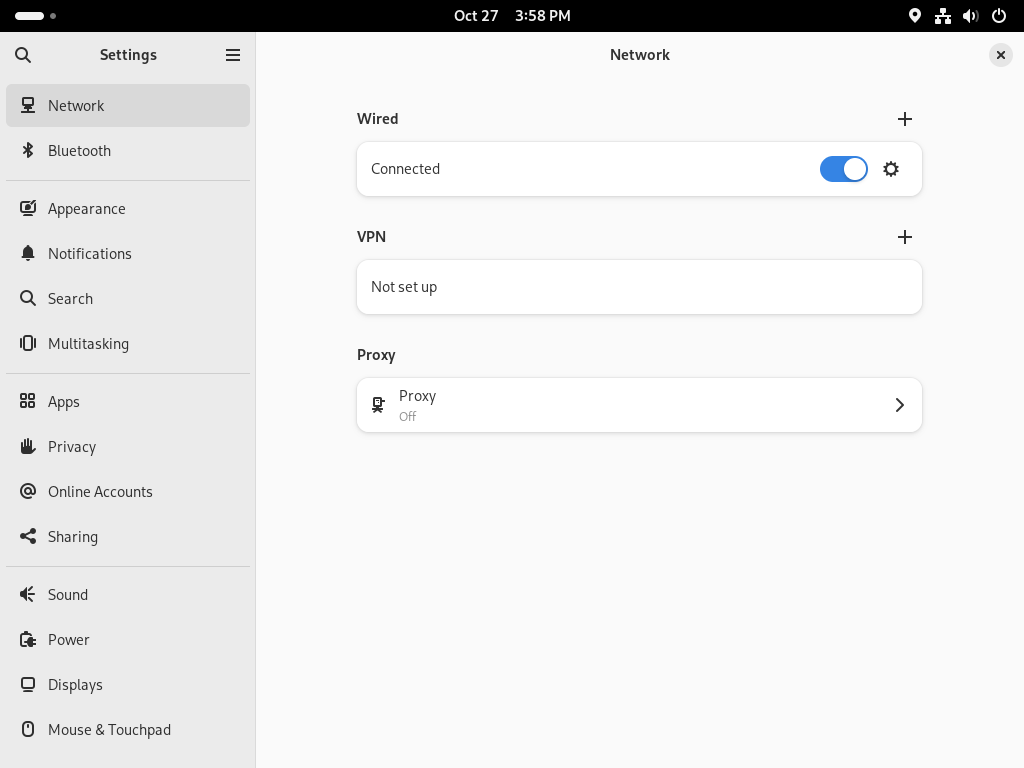 Oct 27 3:58 PM
Settings
Network
Network
Bluetooth
Appearance
Notifications
Search
Multitasking
Apps
Privacy
Online Accounts
Sharing
Sound
Power
Displays
Mouse & Touchpad
Wired
Connected
VPN
Not set up
Proxy
Proxy
Off